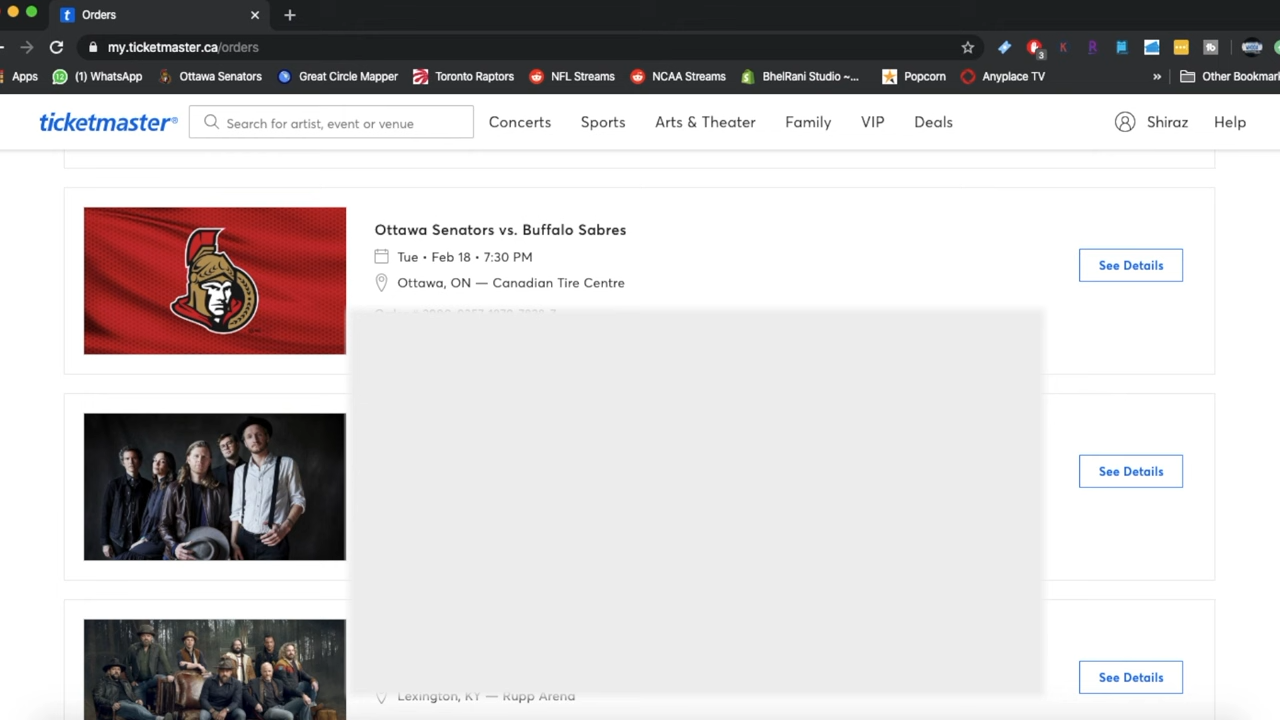 Orders
my.ticketmaster.ca/orders
3
Apps (1) WhatsApp Ottawa Senators Great Circle Mapper Toronto Raptors NFL Streams NCAA Streams BhelRani Studio ~... Popcorn Anyplace TV » Other Bookmar
ticketmaster® Search for artist, event or venue Concerts Sports Arts & Theater Family VIP Deals Shiraz Help
Ottawa Senators vs. Buffalo Sabres
Tue • Feb 18 • 7:30 PM
See Details
Ottawa, ON — Canadian Tire Centre
See Details
See Details
Lexington, KY — Rupp Arena